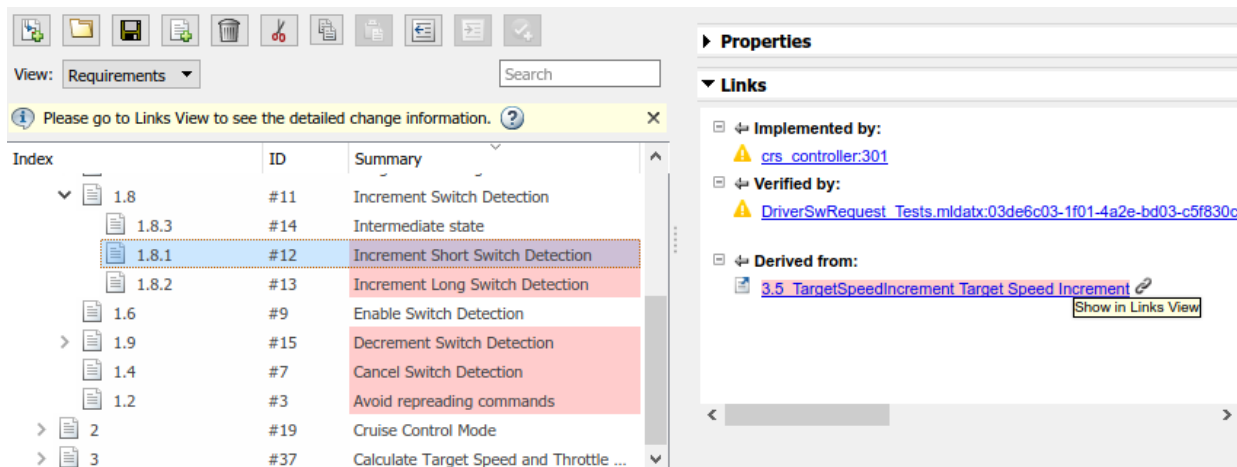 View: Requirements
Search
Please go to Links View to see the detailed change information.
Index ID Summary
1.8 #11 Increment Switch Detection
1.8.3 #14 Intermediate state
1.8.1 #12 Increment Short Switch Detection
1.8.2 #13 Increment Long Switch Detection
1.6 #9 Enable Switch Detection
1.9 #15 Decrement Switch Detection
1.4 #7 Cancel Switch Detection
1.2 #3 Avoid repreading commands
2 #19 Cruise Control Mode
3 #37 Calculate Target Speed and Throttle ...
Properties
Links
Implemented by:
crs_controller:301
Verified by:
DriverSwRequest_Tests.mldatx:03de6c03-1f01-4a2e-bd03-c5f830c
Derived from:
3.5 TargetSpeedIncrement Target Speed Increment
Show in Links View